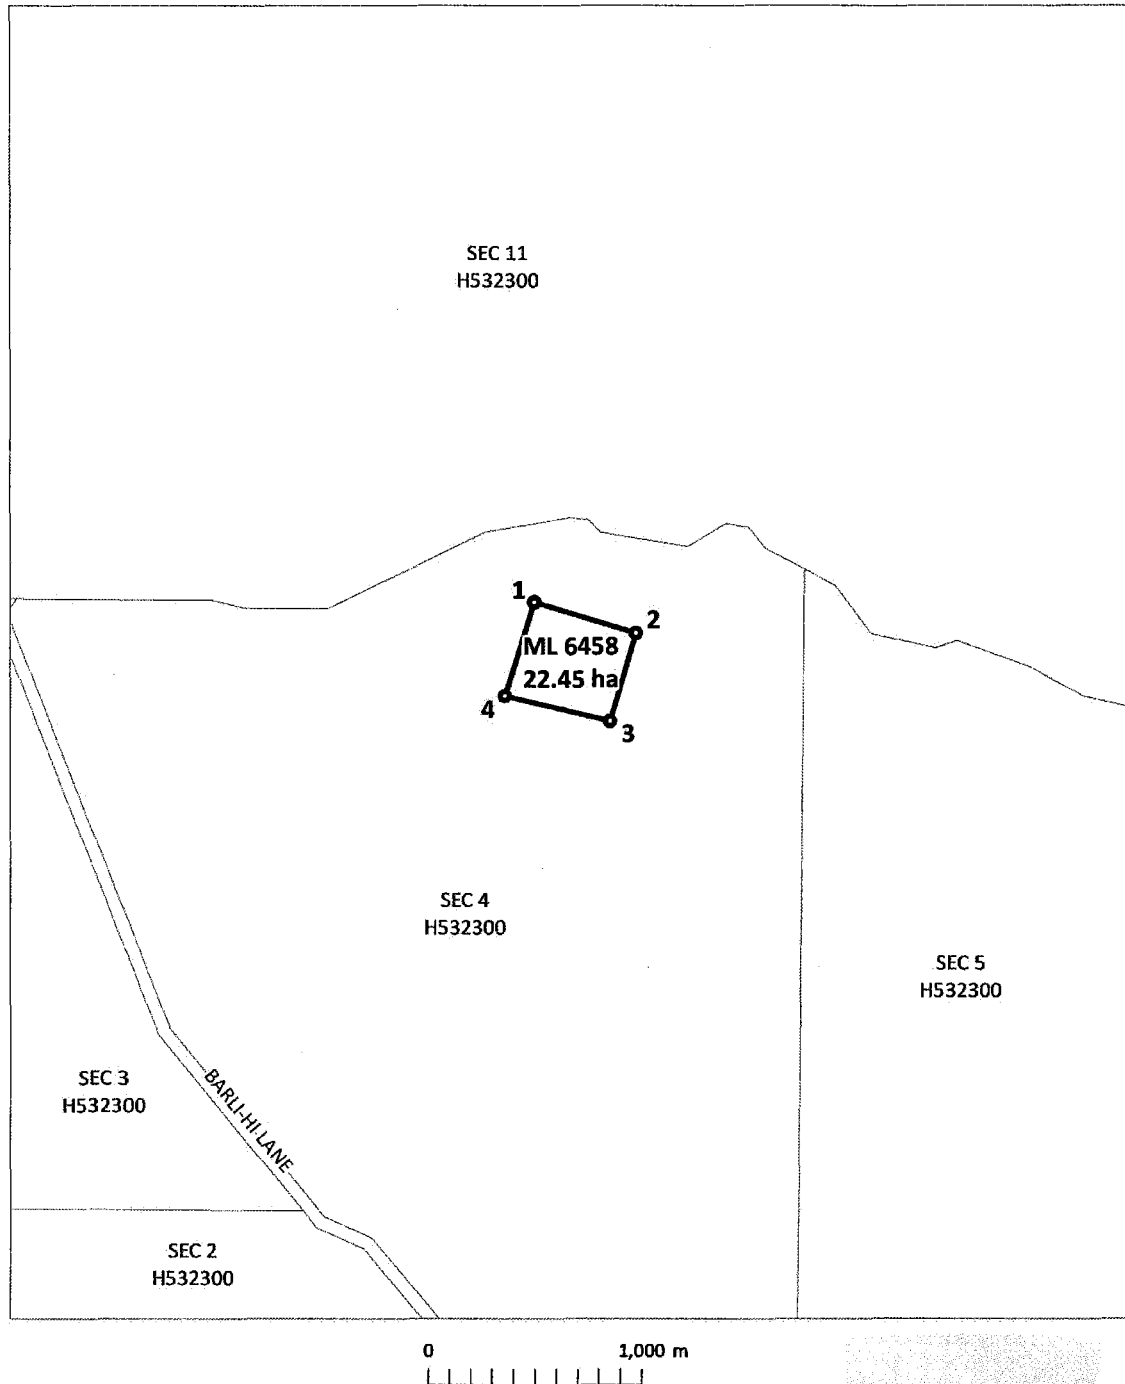 SEC 11
H532300
1
2
ML 6458
22.45 ha
4
3
SEC 4
H532300
SEC 5
H532300
SEC 3
H532300
BARLI-HI-LANE
SEC 2
H532300
0 1,000 m